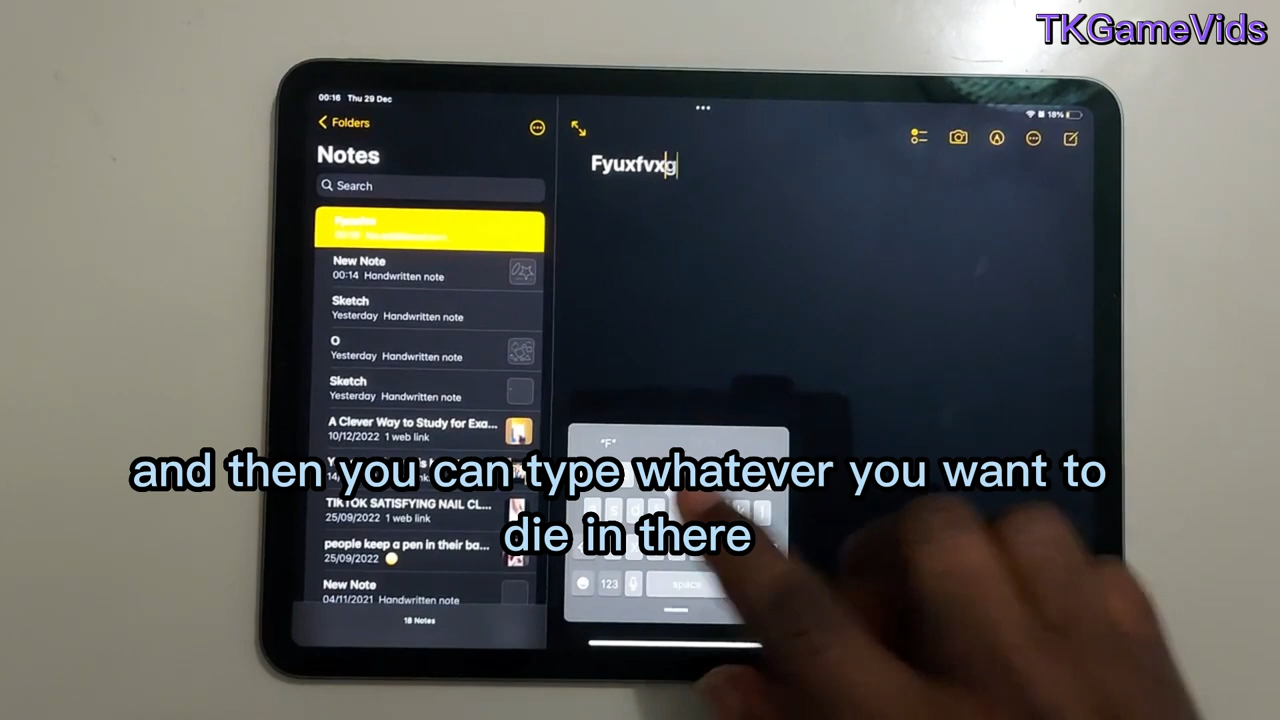 TKGameVids
00:16 Thu 29 Dec
18%
Folders
Notes
Search
Fyuxfvxg
New Note
00:14 Handwritten note
Sketch
Yesterday Handwritten note
O
Yesterday Handwritten note
Sketch
Yesterday Handwritten note
A Clever Way to Study for Exa...
10/12/2022 1 web link
TIKTOK SATISFYING NAIL CL...
25/09/2022 1 web link
people keep a pen in their ba...
25/09/2022
New Note
04/11/2021 Handwritten note
18 Notes
"F"
s d
123 space
and then you can type whatever you want to
die in there